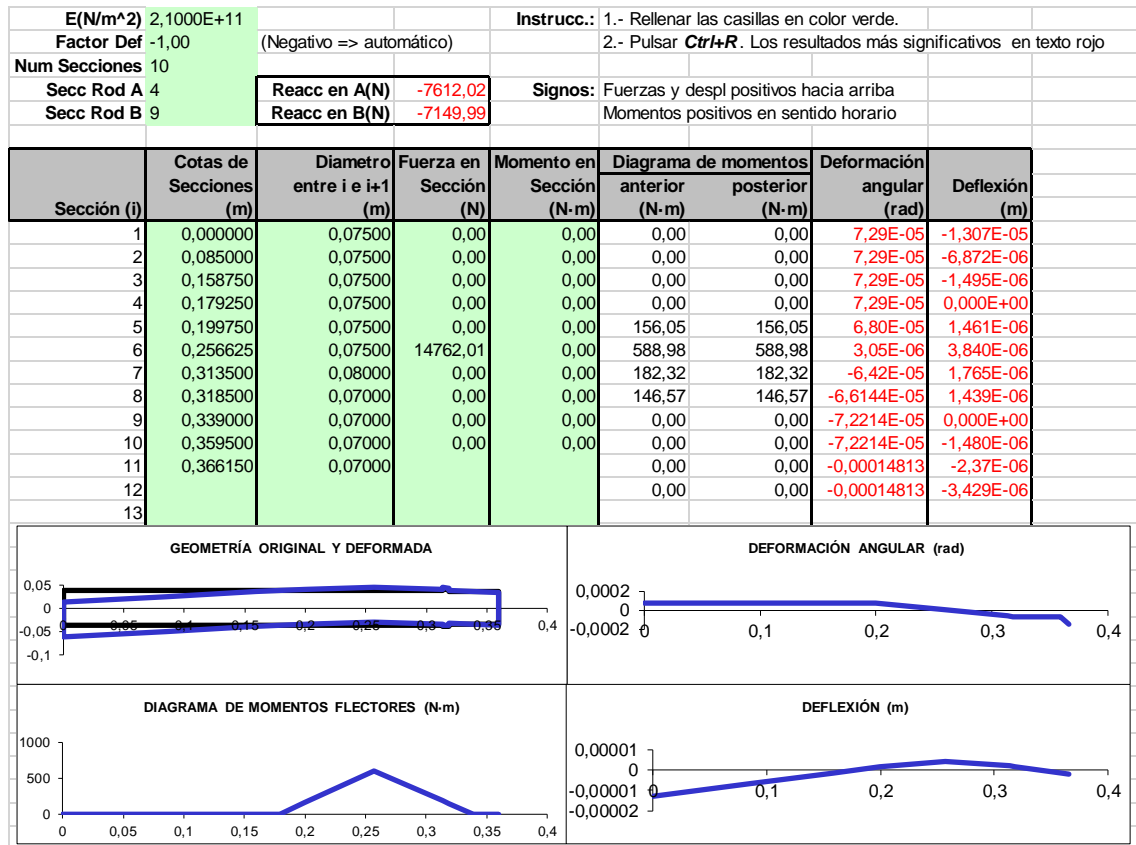 E(N/m^2) 2,1000E+11 Instrucc.: 1.- Rellenar las casillas en color verde.
Factor Def -1,00 (Negativo => automático) 2.- Pulsar Ctrl+R. Los resultados más significativos en texto rojo
Num Secciones 10
Secc Rod A 4 Reacc en A(N) -7612,02 Signos: Fuerzas y despl positivos hacia arriba
Secc Rod B 9 Reacc en B(N) -7149,99 Momentos positivos en sentido horario
Cotas de Diametro Fuerza en Momento en Diagrama de momentos Deformación
Secciones entre i e i+1 Sección Sección anterior posterior angular Deflexión
Sección (i) (m) (m) (N) (N·m) (N·m) (N·m) (rad) (m)
1 0,000000 0,07500 0,00 0,00 0,00 0,00 7,29E-05 -1,307E-05
2 0,085000 0,07500 0,00 0,00 0,00 0,00 7,29E-05 -6,872E-06
3 0,158750 0,07500 0,00 0,00 0,00 0,00 7,29E-05 -1,495E-06
4 0,179250 0,07500 0,00 0,00 0,00 0,00 7,29E-05 0,000E+00
5 0,199750 0,07500 0,00 0,00 156,05 156,05 6,80E-05 1,461E-06
6 0,256625 0,07500 14762,01 0,00 588,98 588,98 3,05E-06 3,840E-06
7 0,313500 0,08000 0,00 0,00 182,32 182,32 -6,42E-05 1,765E-06
8 0,318500 0,07000 0,00 0,00 146,57 146,57 -6,6144E-05 1,439E-06
9 0,339000 0,07000 0,00 0,00 0,00 0,00 -7,2214E-05 0,000E+00
10 0,359500 0,07000 0,00 0,00 0,00 0,00 -7,2214E-05 -1,480E-06
11 0,366150 0,07000 0,00 0,00 -0,00014813 -2,37E-06
12 0,00 0,00 -0,00014813 -3,429E-06
13
GEOMETRÍA ORIGINAL Y DEFORMADA
0,05
0
-0,05
-0,1
0 0,05 0,1 0,15 0,2 0,25 0,3 0,35 0,4
DEFORMACIÓN ANGULAR (rad)
0,0002
0
-0,0002
0 0,1 0,2 0,3 0,4
DIAGRAMA DE MOMENTOS FLECTORES (N·m)
1000
500
0
0 0,05 0,1 0,15 0,2 0,25 0,3 0,35 0,4
DEFLEXIÓN (m)
0,00001
0
-0,00001
-0,00002
0 0,1 0,2 0,3 0,4